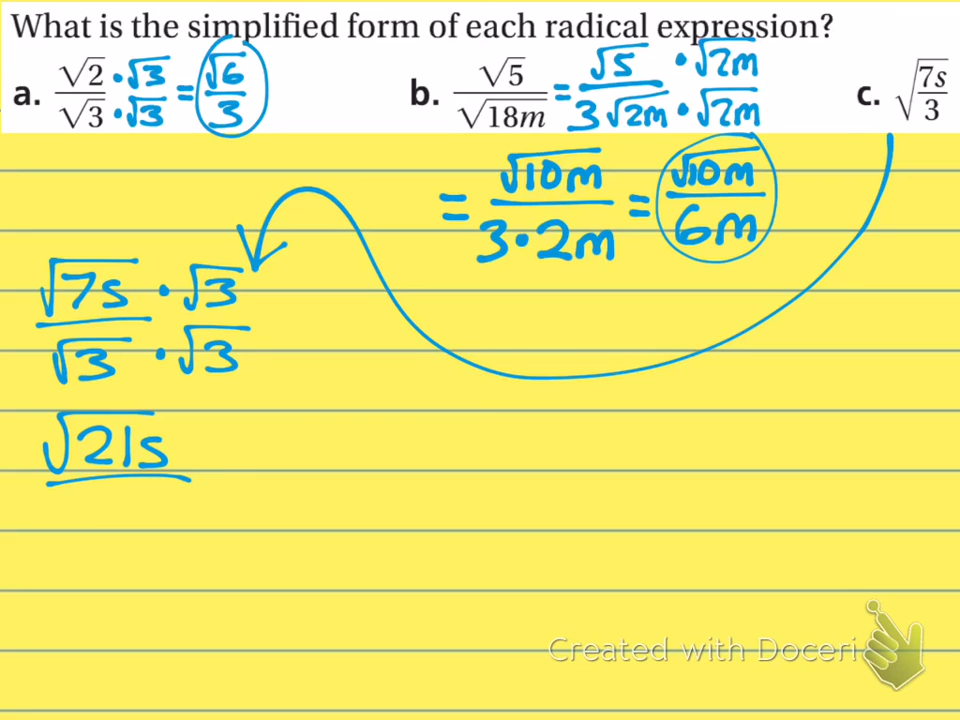 What is the simplified form of each radical expression?
a. √2/√3 •√3/•√3 = √6/3
b. √5/√18m = √5/3√2m •√2m/•√2m
c. √7s/3
= √10m/3•2m = √10m/6m
√7s/√3 •√3/•√3
√21s
Created with Doceri